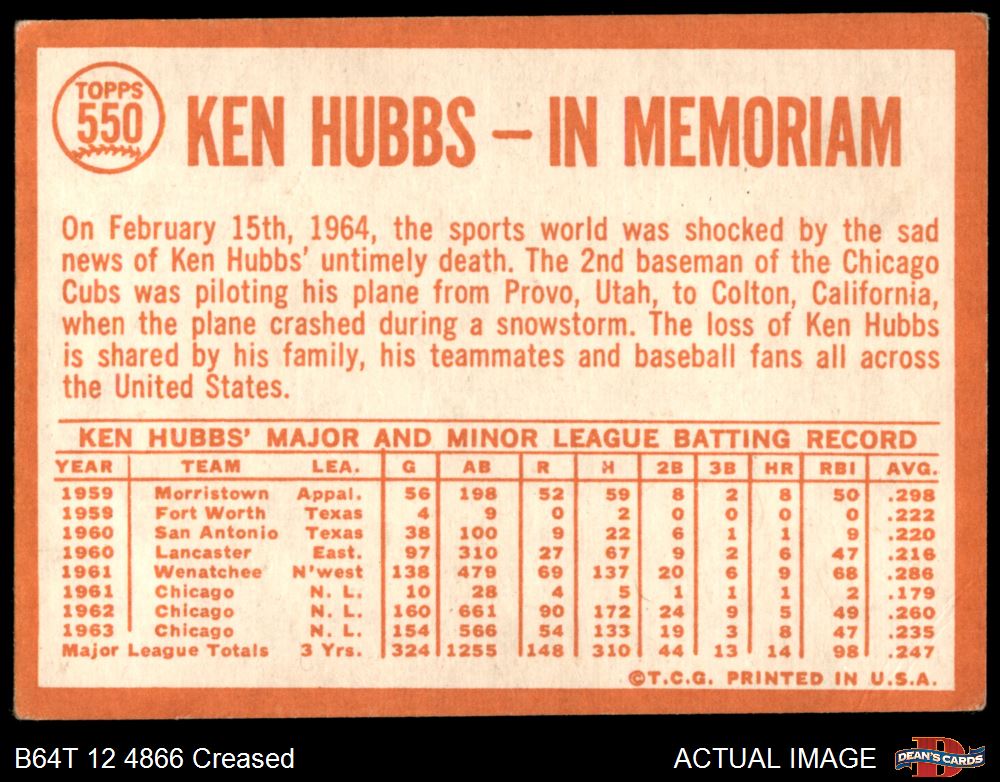 TOPPS
550
KEN HUBBS – IN MEMORIAM
On February 15th, 1964, the sports world was shocked by the sad
news of Ken Hubbs' untimely death. The 2nd baseman of the Chicago
Cubs was piloting his plane from Provo, Utah, to Colton, California,
when the plane crashed during a snowstorm. The loss of Ken Hubbs
is shared by his family, his teammates and baseball fans all across
the United States.
KEN HUBBS' MAJOR AND MINOR LEAGUE BATTING RECORD
YEAR TEAM LEA. G AB R H 2B 3B HR RBI AVG.
1959 Morristown Appal. 56 198 52 59 8 2 8 50 .298
1959 Fort Worth Texas 4 9 0 2 0 0 0 0 .222
1960 San Antonio Texas 38 100 9 22 6 1 1 9 .220
1960 Lancaster East. 97 310 27 67 9 2 6 47 .216
1961 Wenatchee N'west 138 479 69 137 20 6 9 68 .286
1961 Chicago N. L. 10 28 4 5 1 1 1 2 .179
1962 Chicago N. L. 160 661 90 172 24 9 5 49 .260
1963 Chicago N. L. 154 566 54 133 19 3 8 47 .235
Major League Totals 3 Yrs. 324 1255 148 310 44 13 14 98 .247
©T.C.G. PRINTED IN U.S.A.
B64T 12 4866 Creased
ACTUAL IMAGE
D
DEAN'S CARDS